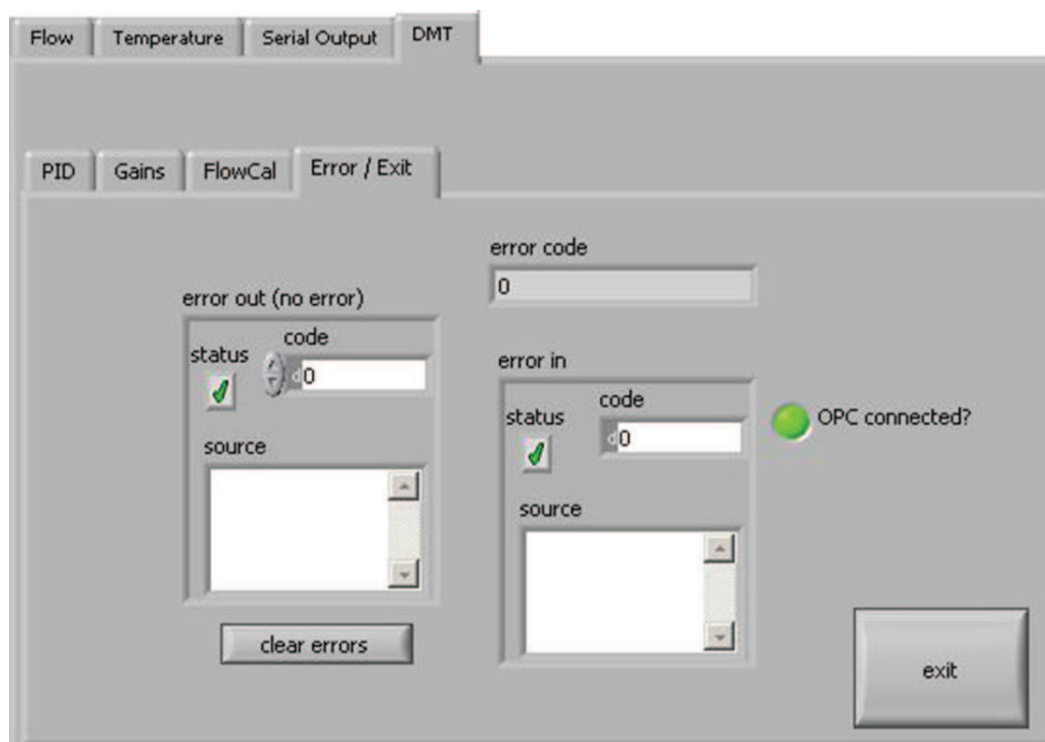 Flow Temperature Serial Output DMT
PID Gains FlowCal Error / Exit
error code
0
error out (no error)
status code
d 0
source
clear errors
error in
status code
d 0
source
OPC connected?
exit